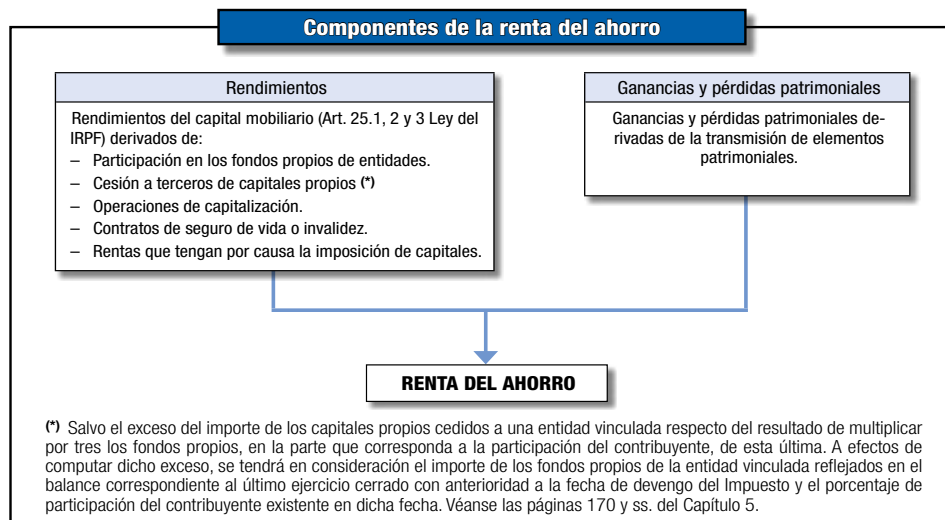 Componentes de la renta del ahorro
Rendimientos
Rendimientos del capital mobiliario (Art. 25.1, 2 y 3 Ley del
IRPF) derivados de:
– Participación en los fondos propios de entidades.
– Cesión a terceros de capitales propios (*)
– Operaciones de capitalización.
– Contratos de seguro de vida o invalidez.
– Rentas que tengan por causa la imposición de capitales.
Ganancias y pérdidas patrimoniales
Ganancias y pérdidas patrimoniales de-
rivadas de la transmisión de elementos
patrimoniales.
RENTA DEL AHORRO
(*) Salvo el exceso del importe de los capitales propios cedidos a una entidad vinculada respecto del resultado de multiplicar
por tres los fondos propios, en la parte que corresponda a la participación del contribuyente, de esta última. A efectos de
computar dicho exceso, se tendrá en consideración el importe de los fondos propios de la entidad vinculada reflejados en el
balance correspondiente al último ejercicio cerrado con anterioridad a la fecha de devengo del Impuesto y el porcentaje de
participación del contribuyente existente en dicha fecha. Véanse las páginas 170 y ss. del Capítulo 5.